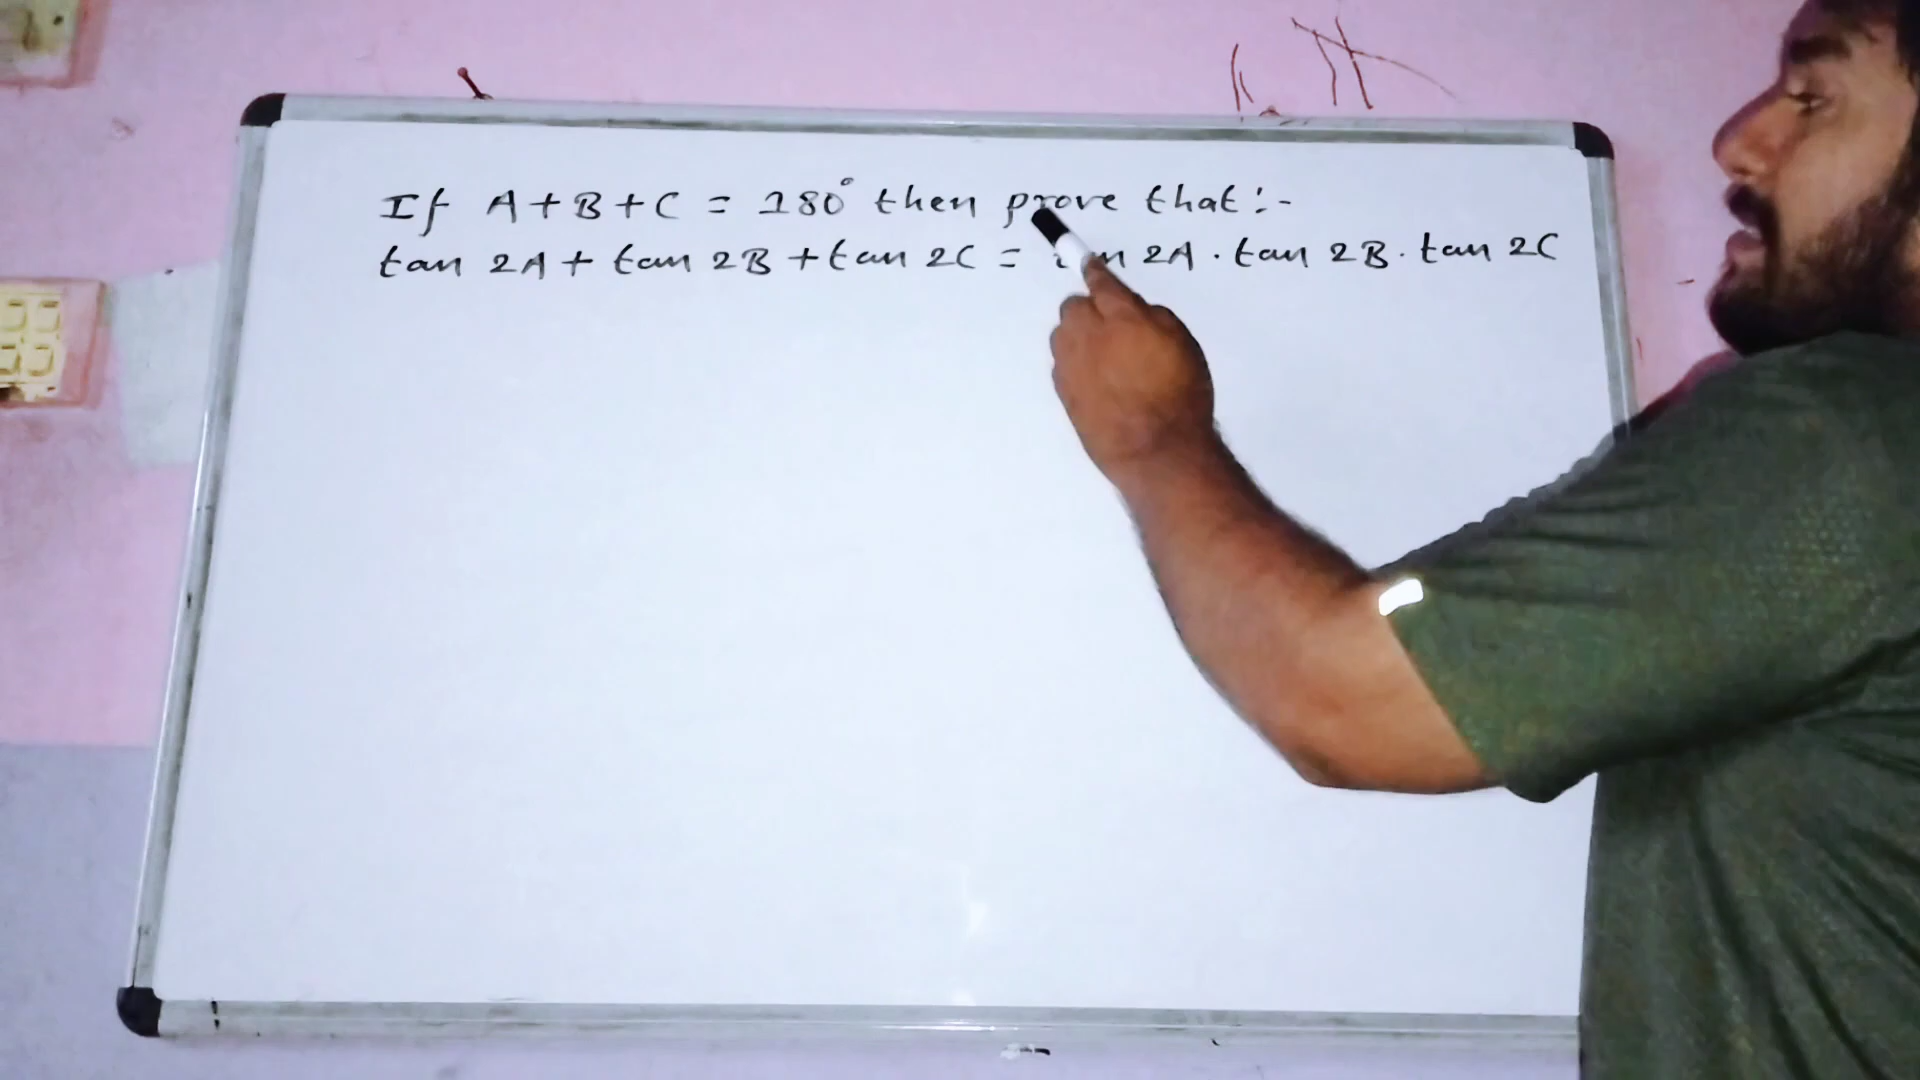 If A+B+C = 180° then prove that :-
tan 2A + tan 2B + tan 2C = tan 2A · tan 2B · tan 2C